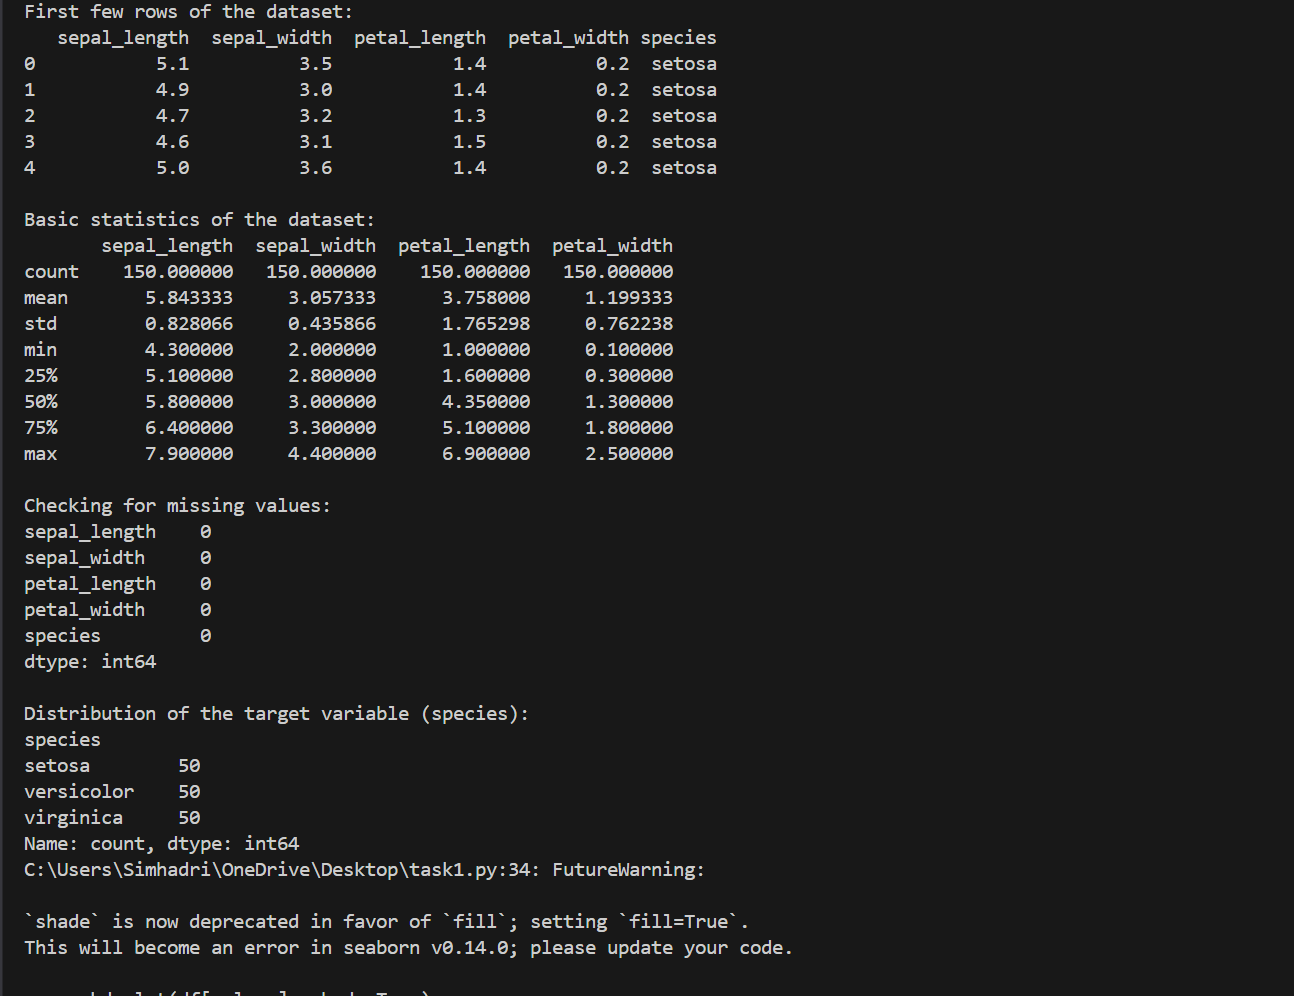 First few rows of the dataset:
   sepal_length  sepal_width  petal_length  petal_width species
0           5.1          3.5           1.4          0.2  setosa
1           4.9          3.0           1.4          0.2  setosa
2           4.7          3.2           1.3          0.2  setosa
3           4.6          3.1           1.5          0.2  setosa
4           5.0          3.6           1.4          0.2  setosa

Basic statistics of the dataset:
       sepal_length  sepal_width  petal_length  petal_width
count    150.000000   150.000000    150.000000   150.000000
mean       5.843333     3.057333      3.758000     1.199333
std        0.828066     0.435866      1.765298     0.762238
min        4.300000     2.000000      1.000000     0.100000
25%        5.100000     2.800000      1.600000     0.300000
50%        5.800000     3.000000      4.350000     1.300000
75%        6.400000     3.300000      5.100000     1.800000
max        7.900000     4.400000      6.900000     2.500000

Checking for missing values:
sepal_length    0
sepal_width     0
petal_length    0
petal_width     0
species         0
dtype: int64

Distribution of the target variable (species):
species
setosa        50
versicolor    50
virginica     50
Name: count, dtype: int64
C:\Users\Simhadri\OneDrive\Desktop\task1.py:34: FutureWarning:

`shade` is now deprecated in favor of `fill`; setting `fill=True`.
This will become an error in seaborn v0.14.0; please update your code.